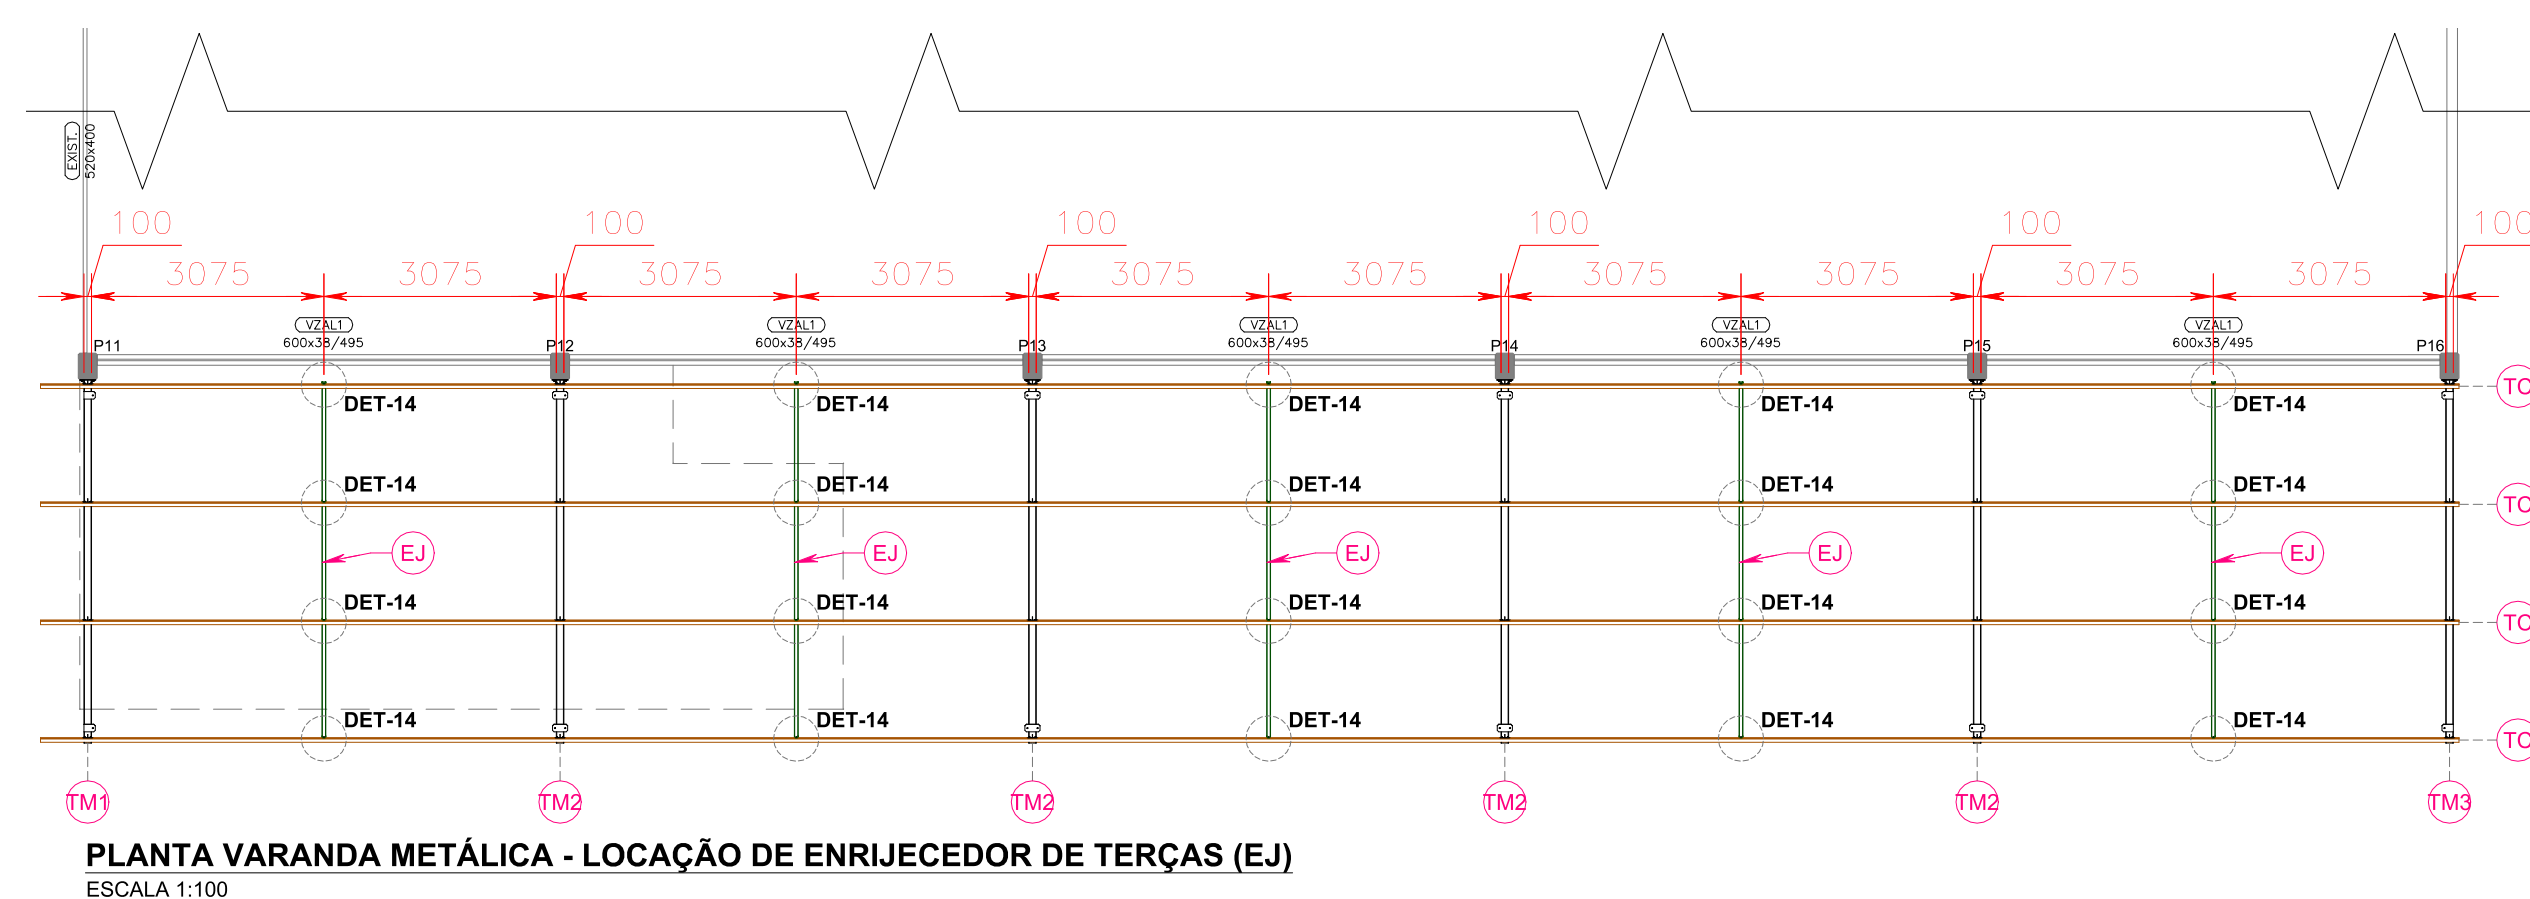 EXIST.
520x400
100 100 100 100 100 100
3075 3075 3075 3075 3075 3075 3075 3075 3075 3075
VZAL1 VZAL1 VZAL1 VZAL1 VZAL1
600x38/495 600x38/495 600x38/495 600x38/495 600x38/495
P11 P12 P13 P14 P15 P16
TC
DET-14 DET-14 DET-14 DET-14 DET-14
DET-14 DET-14 DET-14 DET-14 DET-14
TC
EJ EJ EJ EJ EJ
DET-14 DET-14 DET-14 DET-14 DET-14
TC
DET-14 DET-14 DET-14 DET-14 DET-14
TC
TM1 TM2 TM2 TM2 TM2 TM3
PLANTA VARANDA METÁLICA - LOCAÇÃO DE ENRIJECEDOR DE TERÇAS (EJ)
ESCALA 1:100